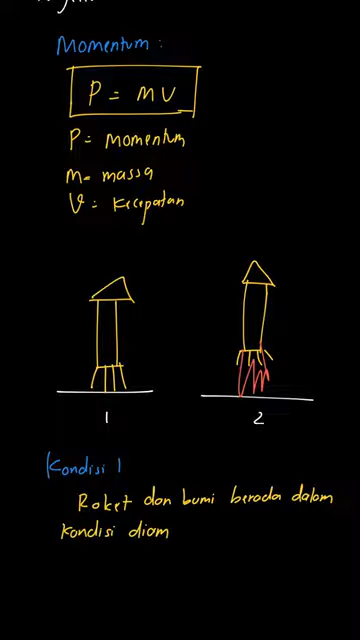 Momentum :
P = mv
P = momentum
m = massa
v = kecepatan
1
2
Kondisi 1
Roket dan bumi berada dalam
kondisi diam